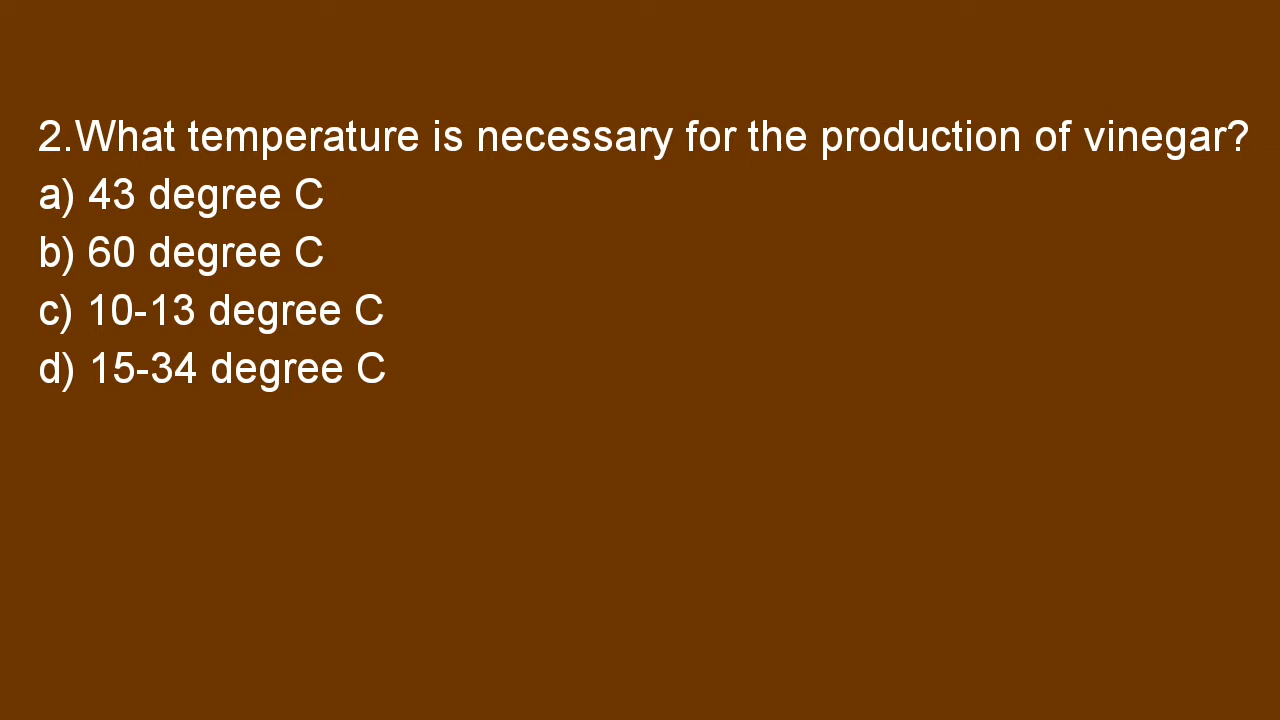 2.What temperature is necessary for the production of vinegar?
a) 43 degree C
b) 60 degree C
c) 10-13 degree C
d) 15-34 degree C